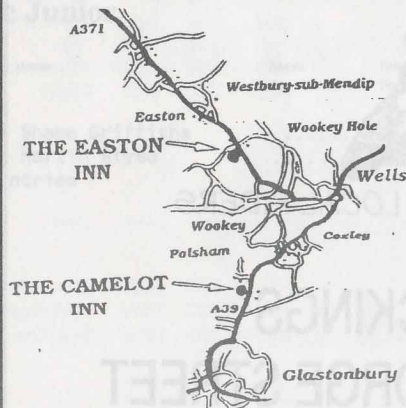 A371
Westbury-sub-Mendip
Easton
Wookey Hole
THE EASTON
INN
Wells
Wookey
Coxley
Polsham
THE CAMELOT
INN
A39
Glastonbury